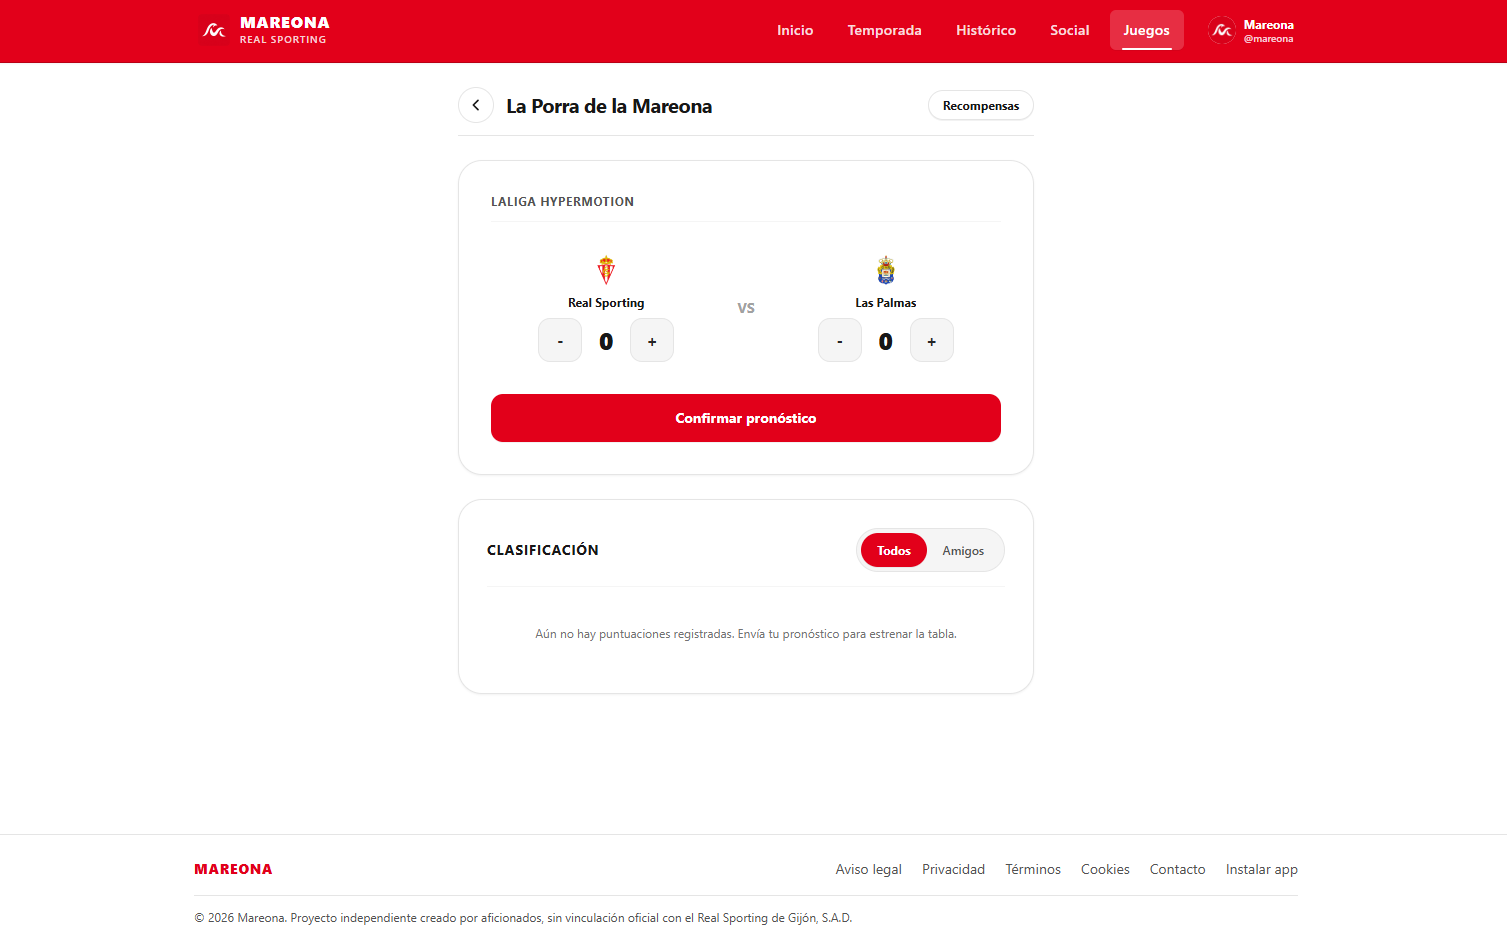 MAREONA
REAL SPORTING
Inicio
Temporada
Histórico
Social
Juegos
Mareona
@mareona
La Porra de la Mareona
Recompensas
LALIGA HYPERMOTION
Real Sporting
VS
Las Palmas
- 0 +
- 0 +
Confirmar pronóstico
CLASIFICACIÓN
Todos
Amigos
Aún no hay puntuaciones registradas. Envía tu pronóstico para estrenar la tabla.
MAREONA
Aviso legal
Privacidad
Términos
Cookies
Contacto
Instalar app
© 2026 Mareona. Proyecto independiente creado por aficionados, sin vinculación oficial con el Real Sporting de Gijón, S.A.D.